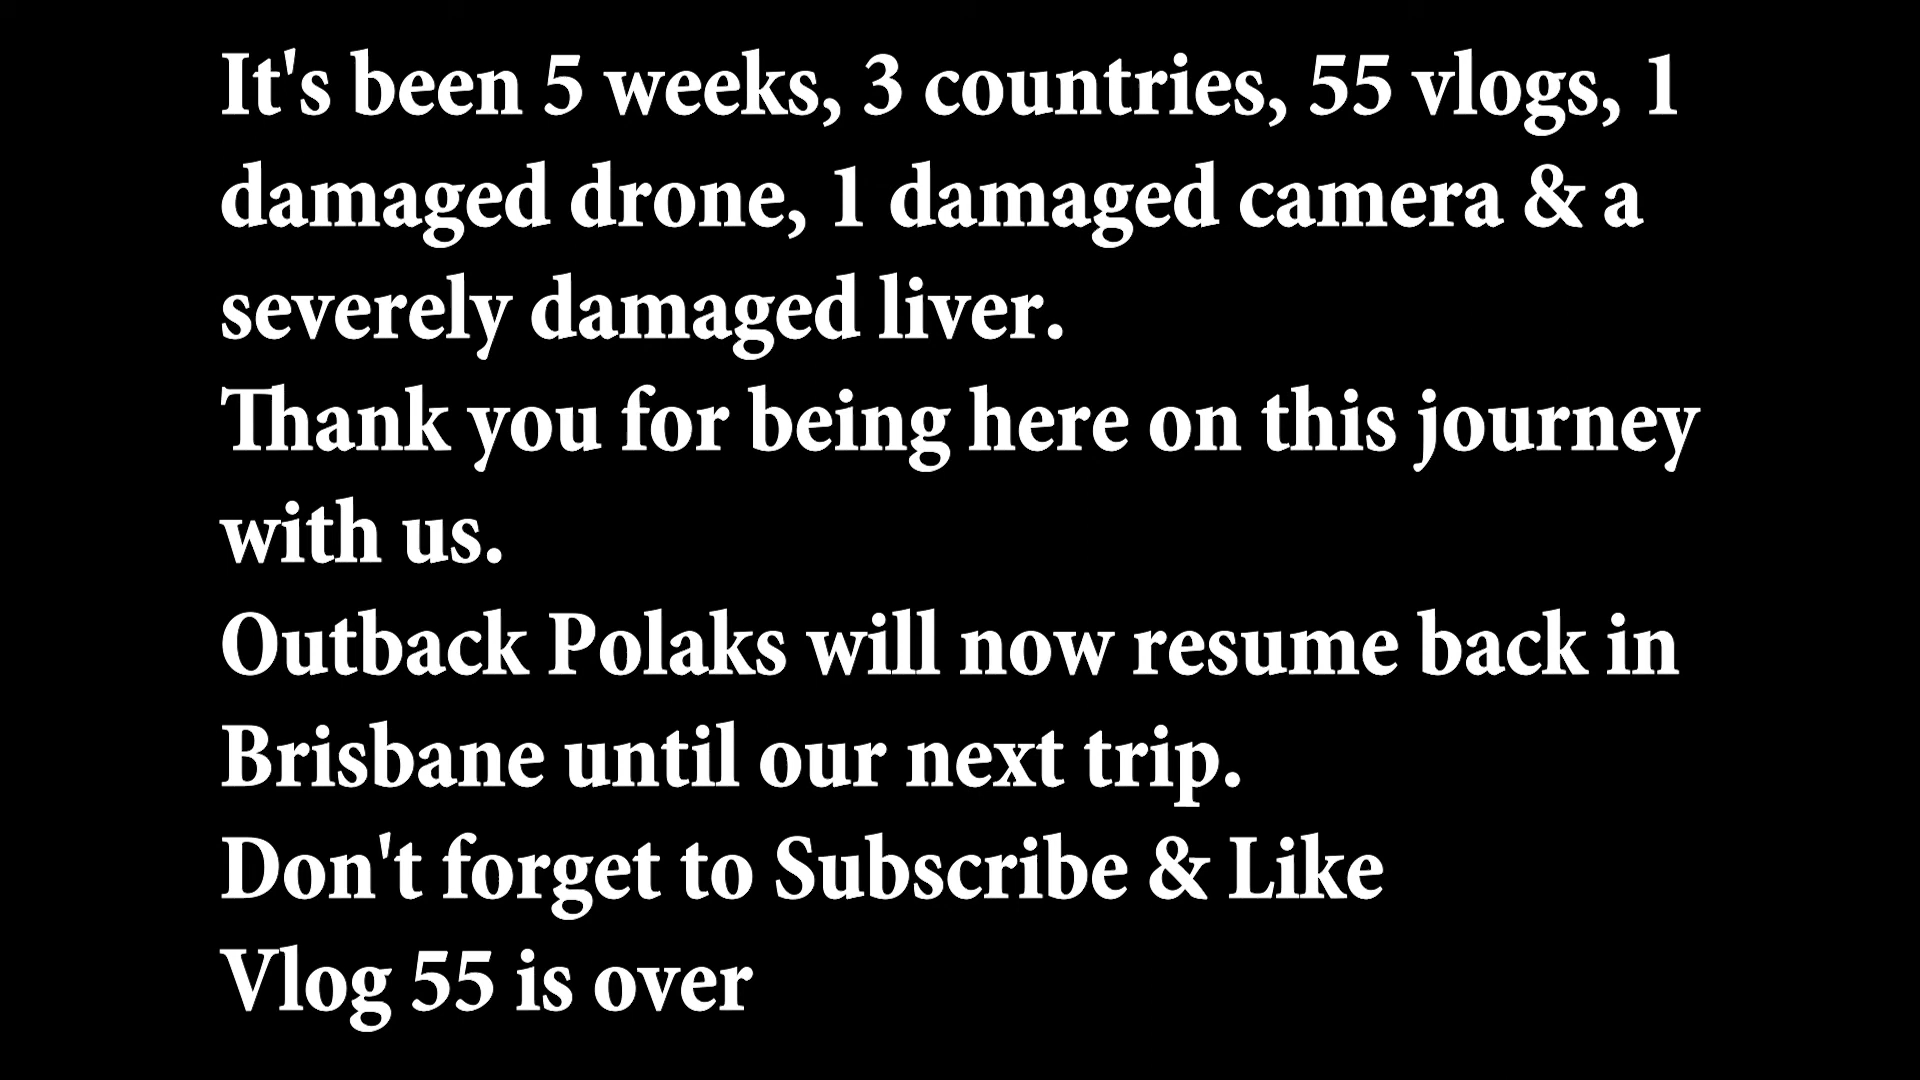 It's been 5 weeks, 3 countries, 55 vlogs, 1
damaged drone, 1 damaged camera & a
severely damaged liver.
Thank you for being here on this journey
with us.
Outback Polaks will now resume back in
Brisbane until our next trip.
Don't forget to Subscribe & Like
Vlog 55 is over